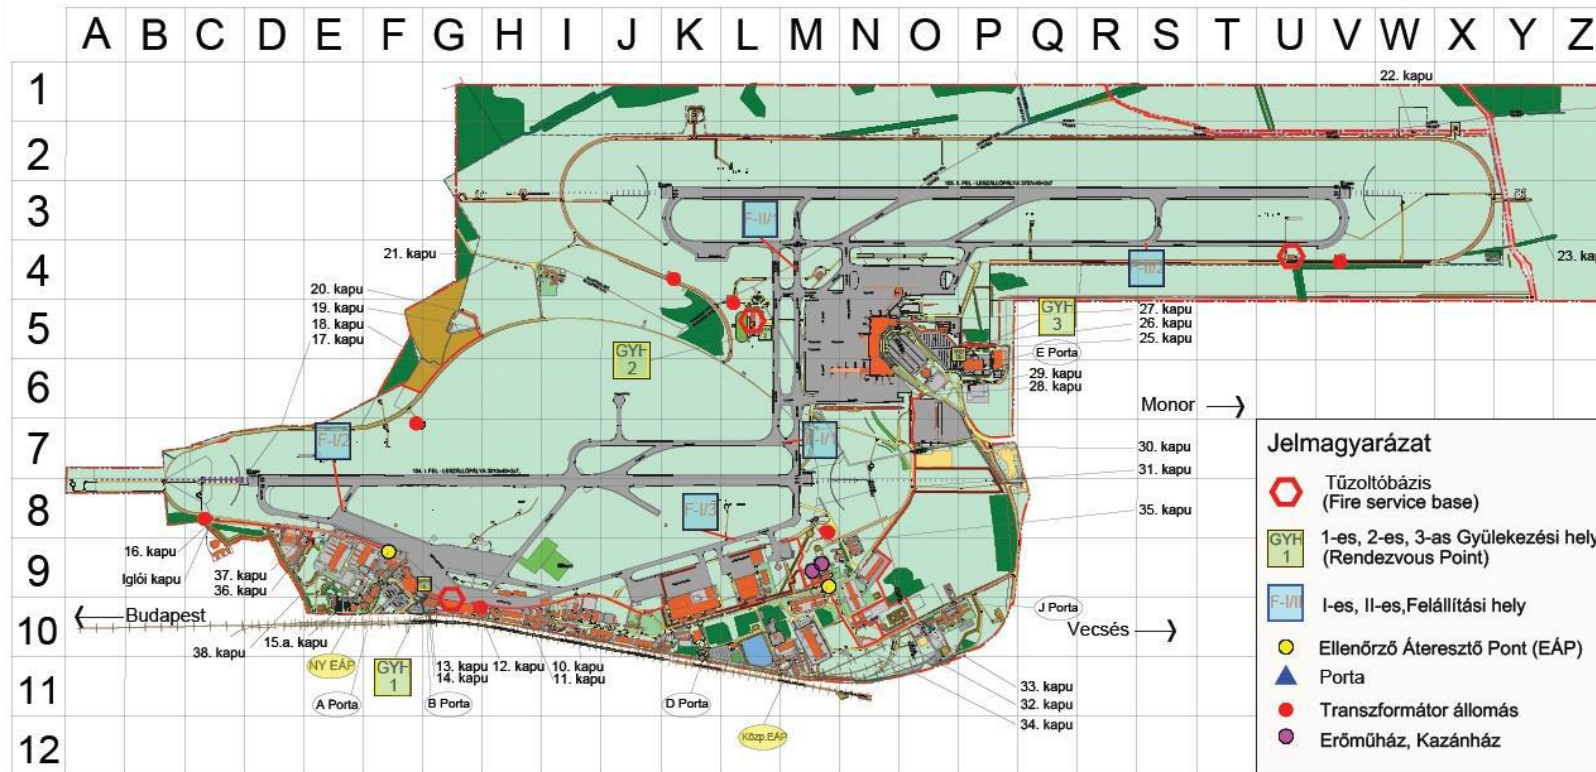 A B C D E F G H I J K L M N O P Q R S T U V W X Y Z
1
22. kapu
2
3
F-II/1
21. kapu
4
F-II/2
23. ka
20. kapu
19. kapu
18. kapu
17. kapu
5
GYH
3
27. kapu
26. kapu
25. kapu
GYH
2
E Porta
29. kapu
28. kapu
6
Monor
7
F-I/2
30. kapu
31. kapu
8
F-I/3
35. kapu
16. kapu
Iglói kapu
9
37. kapu
36. kapu
Budapest
J Porta
Vecsés
10
38. kapu
15.a. kapu
NY EÁP
GYH
1
13. kapu
14. kapu
12. kapu
10. kapu
11. kapu
33. kapu
32. kapu
34. kapu
11
A Porta
B Porta
D Porta
Közp.EÁP
12
Jelmagyarázat
Tűzoltóbázis
(Fire service base)
GYH
1
1-es, 2-es, 3-as Gyülekezési hely
(Rendezvous Point)
F-I/II
I-es, II-es,Felállítási hely
Ellenőrző Áteresztő Pont (EÁP)
Porta
Transzformátor állomás
Erőműház, Kazánház